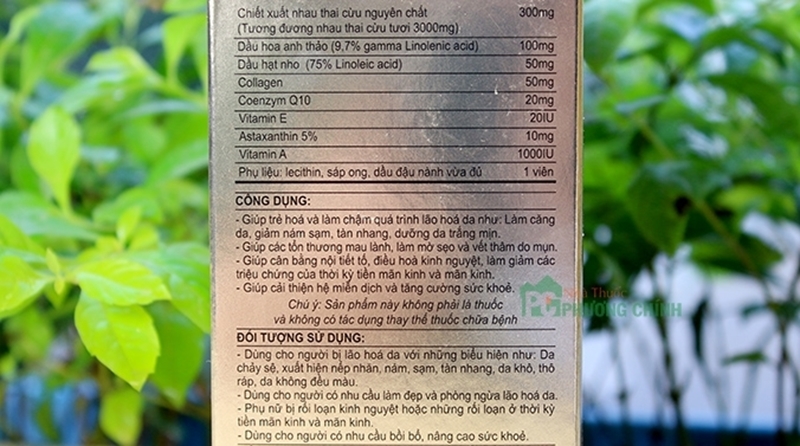 Chiết xuất nhau thai cừu nguyên chất 300mg
(Tương đương nhau thai cừu tươi 3000mg)
Dầu hoa anh thảo (9,7% gamma Linolenic acid) 100mg
Dầu hạt nho (75% Linoleic acid) 50mg
Collagen 50mg
Coenzym Q10 20mg
Vitamin E 20IU
Astaxanthin 5% 10mg
Vitamin A 1000IU
Phụ liệu: lecithin, sáp ong, dầu đậu nành vừa đủ 1 viên
CÔNG DỤNG:
- Giúp trẻ hoá và làm chậm quá trình lão hoá da như: Làm căng
da, giảm nám sạm, tàn nhang, dưỡng da trắng mịn.
- Giúp các tổn thương mau lành, làm mờ sẹo và vết thâm do mụn.
- Giúp cân bằng nội tiết tố, điều hoà kinh nguyệt, làm giảm các
triệu chứng của thời kỳ tiền mãn kinh và mãn kinh.
- Giúp cải thiện hệ miễn dịch và tăng cường sức khoẻ.
Chú ý: Sản phẩm này không phải là thuốc
và không có tác dụng thay thế thuốc chữa bệnh
PG Nhà Thuốc
PHƯƠNG CHÍNH
ĐỐI TƯỢNG SỬ DỤNG:
- Dùng cho người bị lão hoá da với những biểu hiện như: Da
chảy sệ, xuất hiện nếp nhăn, nám, sạm, tàn nhang, da khô, thô
ráp, da không đều màu.
- Dùng cho người có nhu cầu làm đẹp và phòng ngừa lão hoá da.
- Phụ nữ bị rối loạn kinh nguyệt hoặc những rối loạn ở thời kỳ
tiền mãn kinh và mãn kinh.
- Dùng cho người có nhu cầu bồi bổ, nâng cao sức khoẻ.